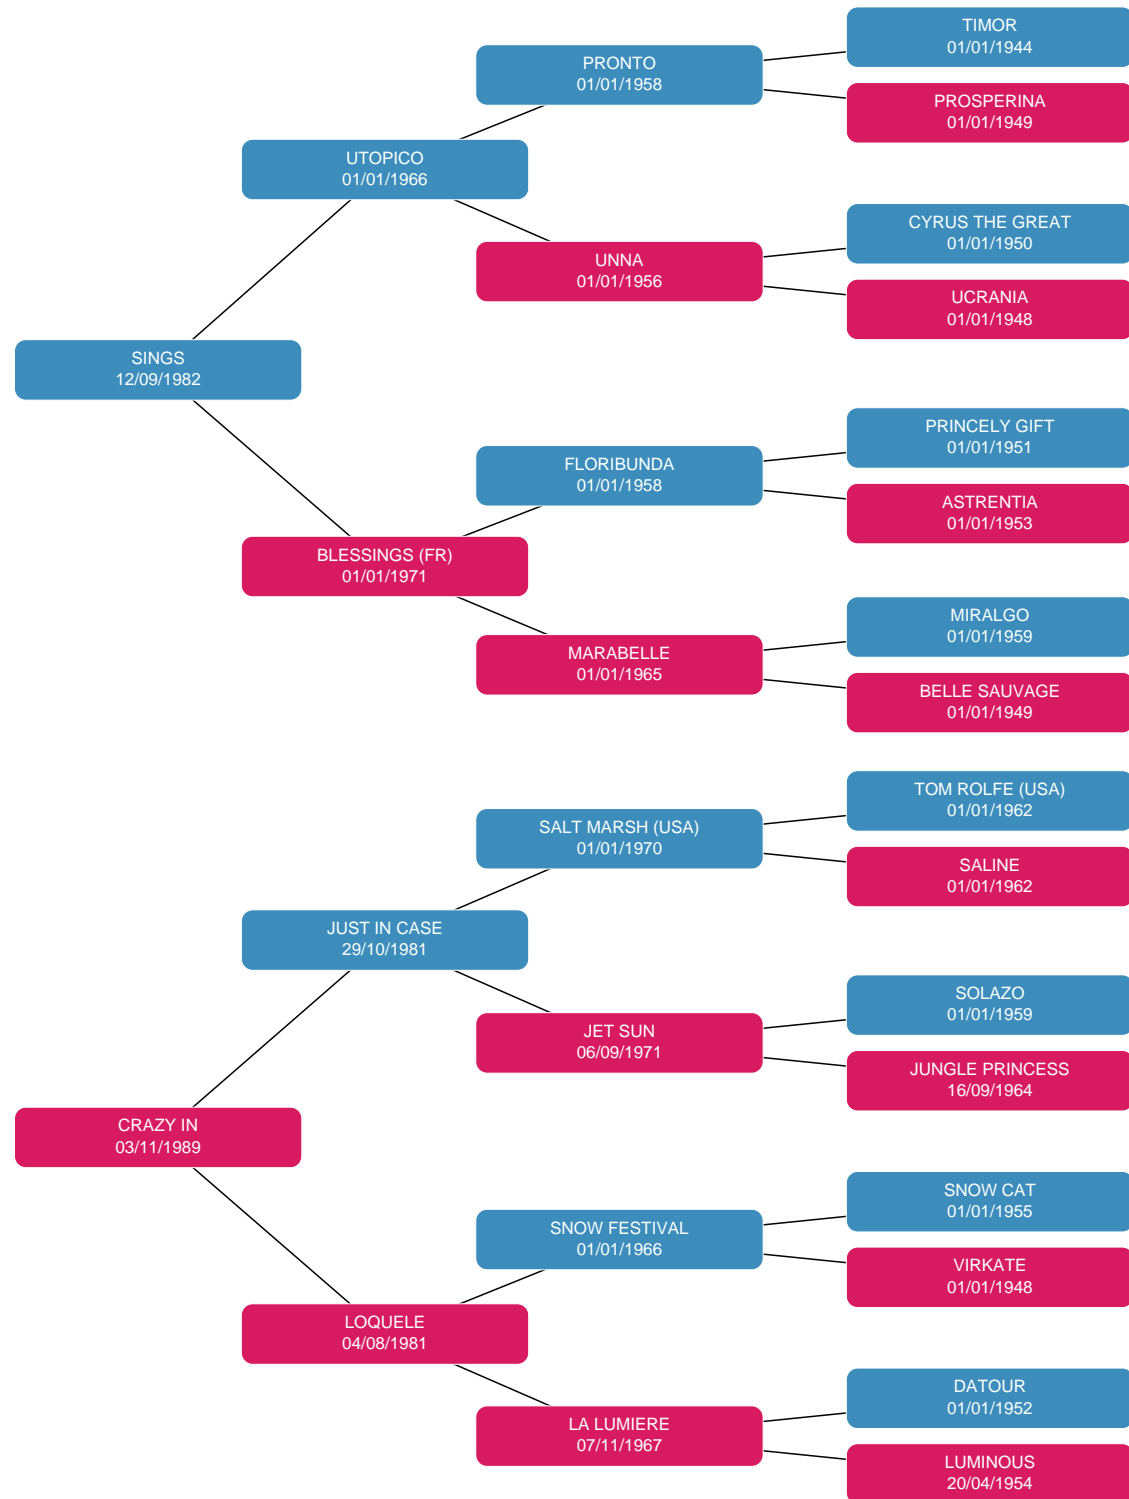 TIMOR
01/01/1944
PRONTO
01/01/1958
PROSPERINA
01/01/1949
UTOPICO
01/01/1966
CYRUS THE GREAT
01/01/1950
UNNA
01/01/1956
UCRANIA
01/01/1948
SINGS
12/09/1982
PRINCELY GIFT
01/01/1951
FLORIBUNDA
01/01/1958
ASTRENTIA
01/01/1953
BLESSINGS (FR)
01/01/1971
MIRALGO
01/01/1959
MARABELLE
01/01/1965
BELLE SAUVAGE
01/01/1949
TOM ROLFE (USA)
01/01/1962
SALT MARSH (USA)
01/01/1970
SALINE
01/01/1962
JUST IN CASE
29/10/1981
SOLAZO
01/01/1959
JET SUN
06/09/1971
JUNGLE PRINCESS
16/09/1964
CRAZY IN
03/11/1989
SNOW CAT
01/01/1955
SNOW FESTIVAL
01/01/1966
VIRKATE
01/01/1948
LOQUELE
04/08/1981
DATOUR
01/01/1952
LA LUMIERE
07/11/1967
LUMINOUS
20/04/1954